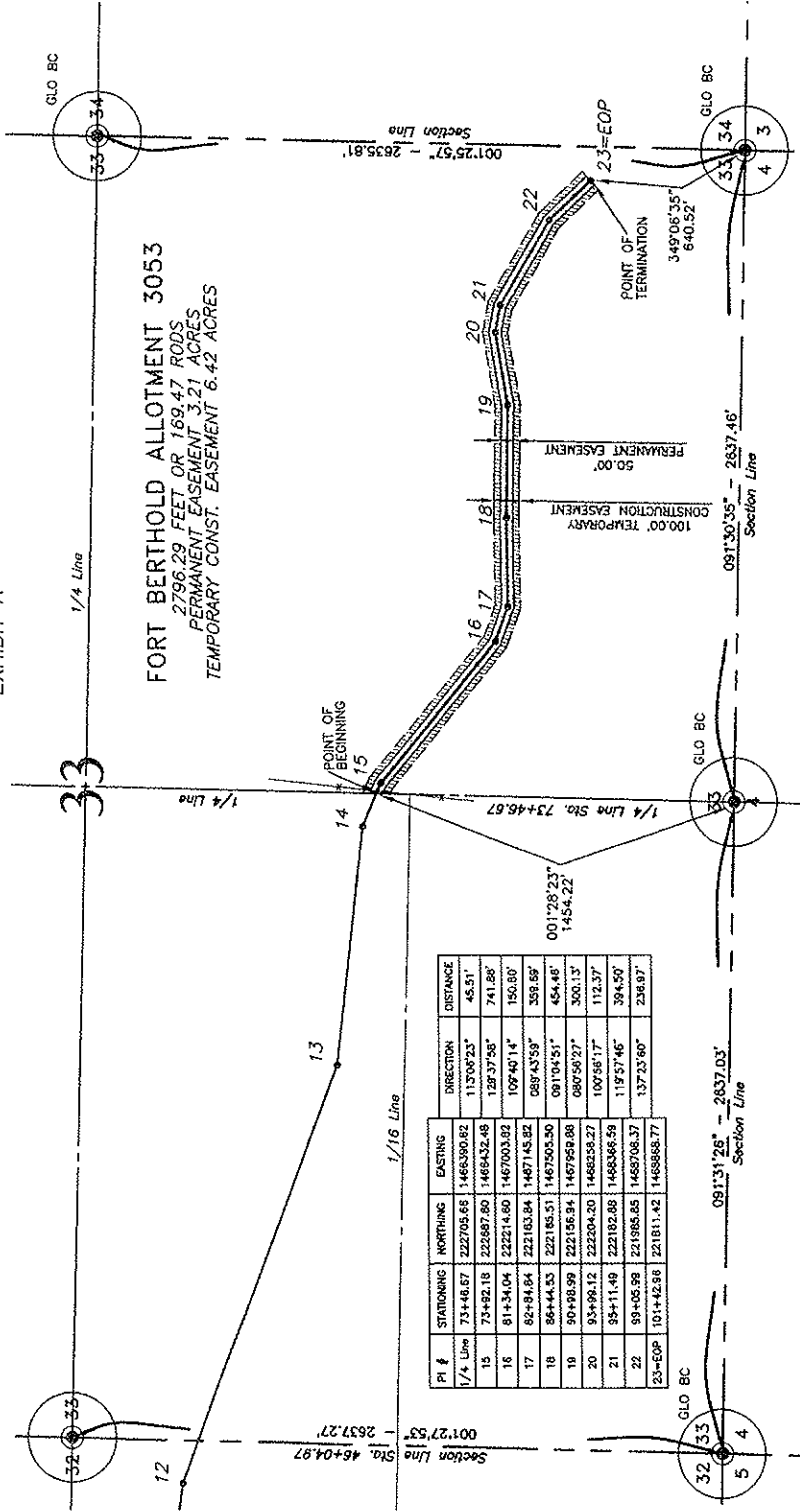 GLO BC
33 34
32 33
33
1/4 Line
1/4 Line
FORT BERTHOLD ALLOTMENT 3053
2796.29 FEET OR 169.47 RODS
PERMANENT EASEMENT 3.21 ACRES
TEMPORARY CONST. EASEMENT 6.42 ACRES
001°25'57" - 2635.81'
Section Line
12
13
14
15
POINT OF
BEGINNING
16
17
18
19
20
21
22
23=EOP
POINT OF
TERMINATION
349°06'35"
640.52'
50.00'
PERMANENT EASEMENT
100.00' TEMPORARY
CONSTRUCTION EASEMENT
1/16 Line
1/4 Line Sta. 73+46.67
001°28'23"
1454.22'
001°27'53" - 2637.27'
Section Line Sta. 46+04.97
PI # STATIONING NORTHING EASTING DIRECTION DISTANCE
1/4 Line 73+46.67 222705.66 1466390.62 113°06'23" 45.51'
15 73+92.18 222687.80 1466432.48 129°37'58" 741.86'
16 81+34.04 222214.60 1467003.82 109°40'14" 150.80'
17 82+84.84 222163.84 1467145.82 089°43'59" 359.69'
18 86+44.53 222165.51 1467505.50 091°04'51" 454.46'
19 90+98.99 222156.94 1467959.88 080°56'27" 300.13'
20 93+99.12 222204.20 1468256.27 100°56'17" 112.37'
21 95+11.49 222182.88 1468366.59 119°57'46" 394.50'
22 99+05.99 221985.85 1468708.37 137°23'60" 236.97'
23=EOP 101+42.96 221811.42 1468868.77
GLO BC
32 33
5 4
091°31'26" - 2637.03'
Section Line
GLO BC
33
4
091°30'35" - 2637.46'
Section Line
GLO BC
33 34
4 3